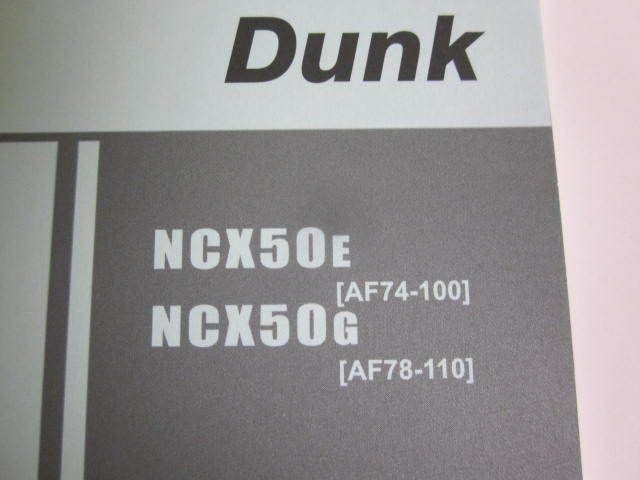 Dunk
NCX50E
[AF74-100]
NCX50G
[AF78-110]